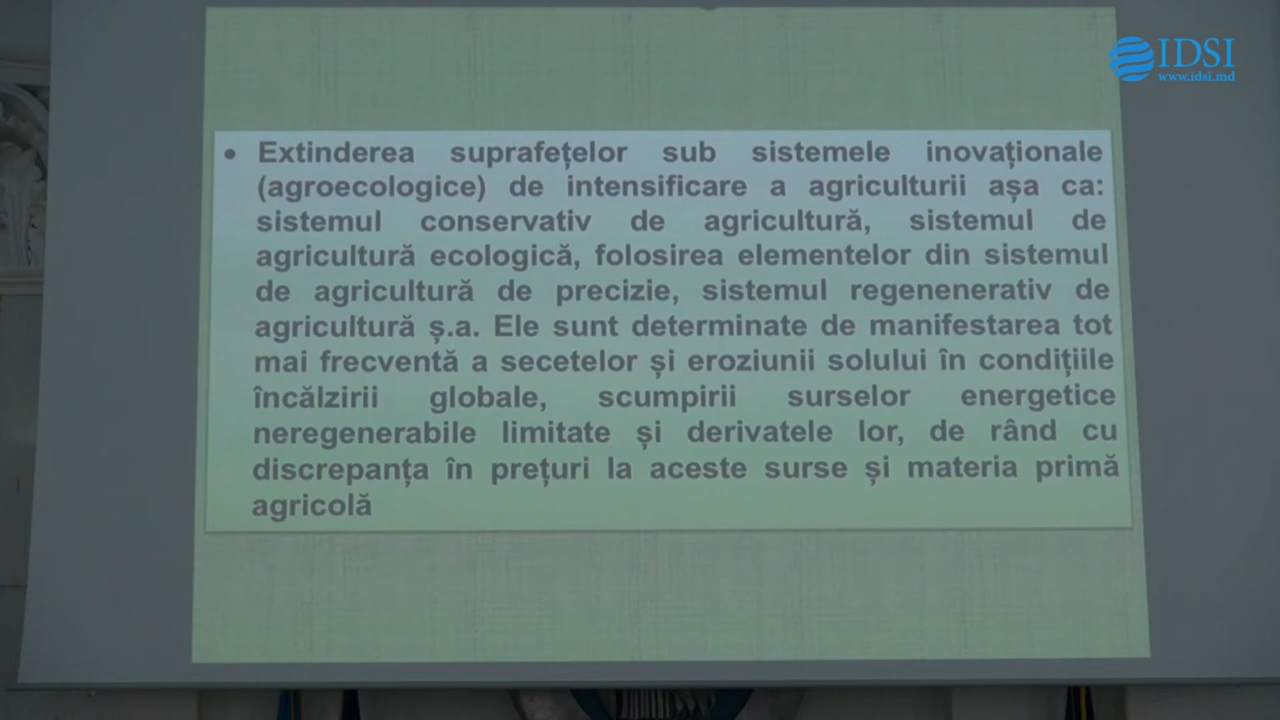 IDSI
www.idsi.md
• Extinderea suprafețelor sub sistemele inovaționale
(agroecologice) de intensificare a agriculturii așa ca:
sistemul conservativ de agricultură, sistemul de
agricultură ecologică, folosirea elementelor din sistemul
de agricultură de precizie, sistemul regenenerativ de
agricultură ș.a. Ele sunt determinate de manifestarea tot
mai frecventă a secetelor și eroziunii solului în condițiile
încălzirii globale, scumpirii surselor energetice
neregenerabile limitate și derivatele lor, de rând cu
discrepanța în prețuri la aceste surse și materia primă
agricolă